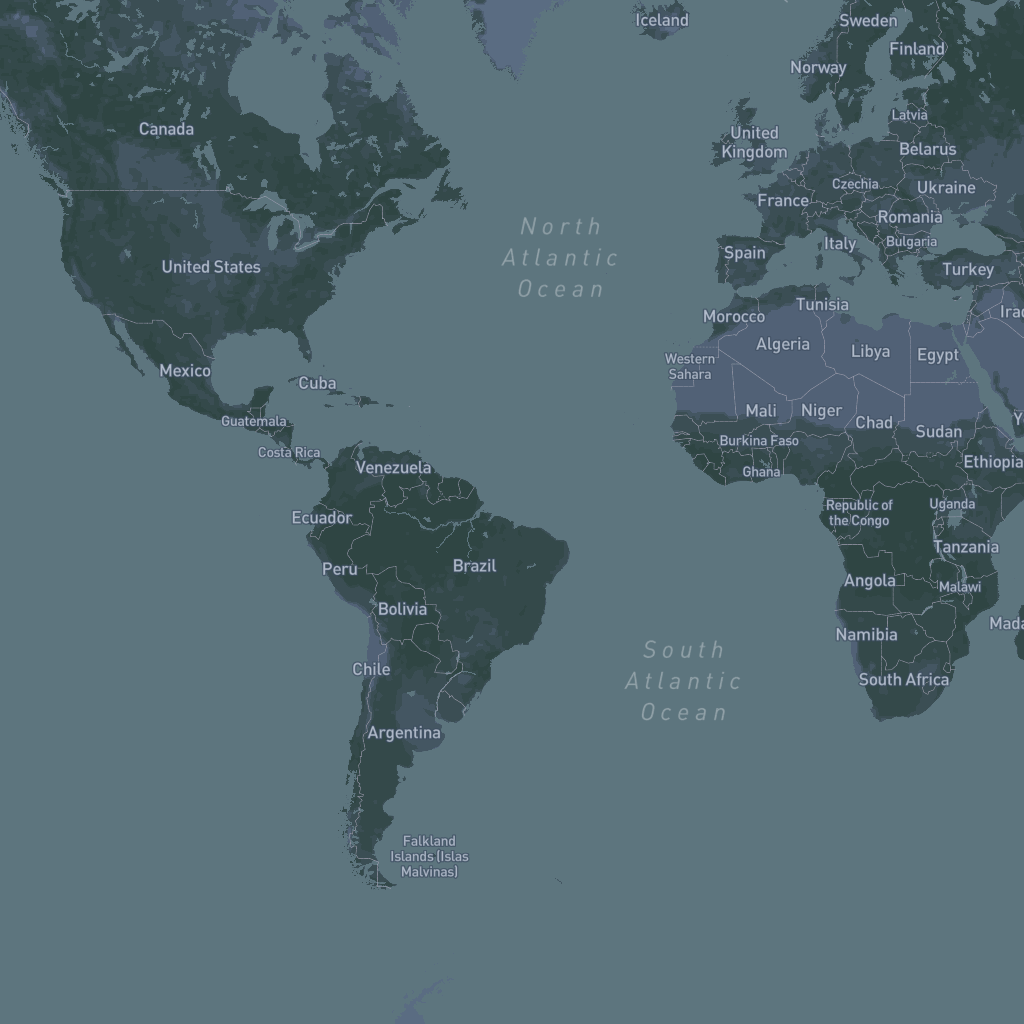 Iceland
Sweden
Finland
Norway
Canada
Latvia
United
Kingdom
Belarus
Czechia
Ukraine
France
Romania
North
Atlantic
Ocean
Italy
Bulgaria
Spain
United States
Turkey
Tunisia
Morocco
Iraq
Algeria
Libya
Egypt
Western
Sahara
Mexico
Cuba
Mali
Niger
Chad
Guatemala
Sudan
Y
Burkina Faso
Costa Rica
Venezuela
Ghana
Ethiopia
Ecuador
Republic of
the Congo
Uganda
Tanzania
Brazil
Peru
Angola
Malawi
Bolivia
Mada
Namibia
South
Atlantic
Ocean
Chile
South Africa
Argentina
Falkland
Islands (Islas
Malvinas)